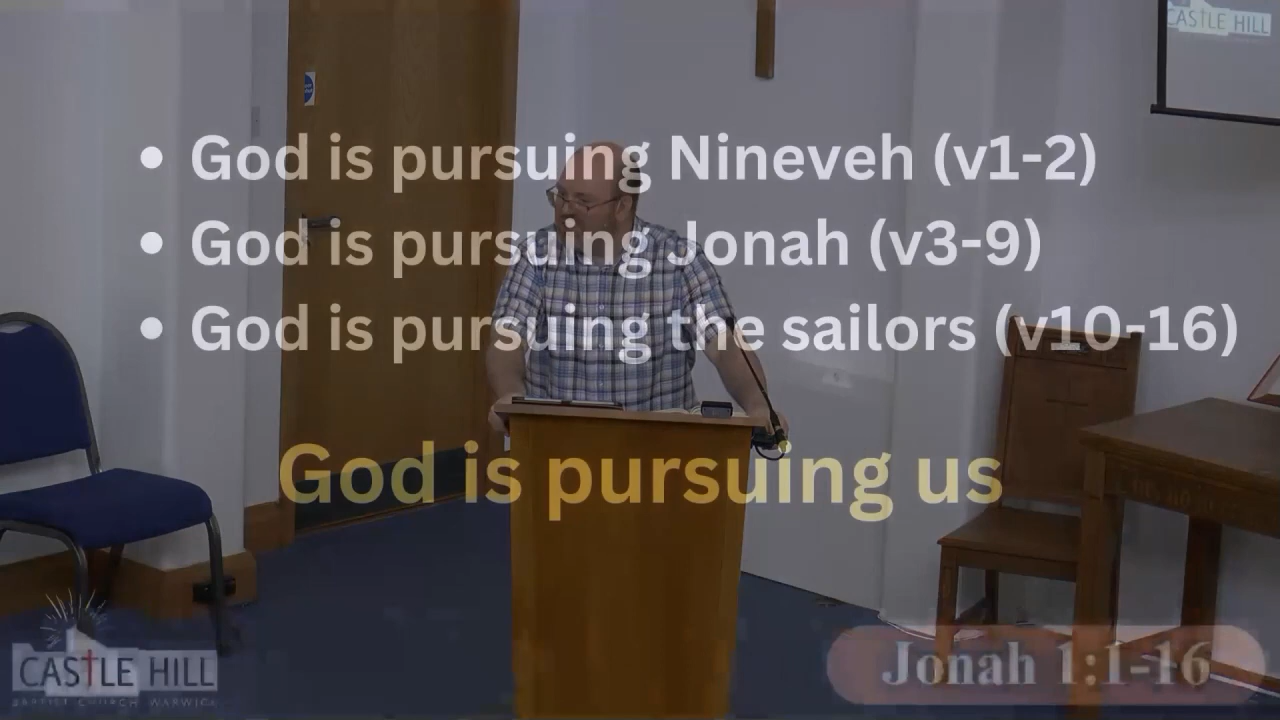 CASTLE HILL
• God is pursuing Nineveh (v1-2)
• God is pursuing Jonah (v3-9)
• God is pursuing the sailors (v10-16)
God is pursuing us
CASTLE HILL
BAPTIST CHURCH WARWICK
Jonah 1:1-16